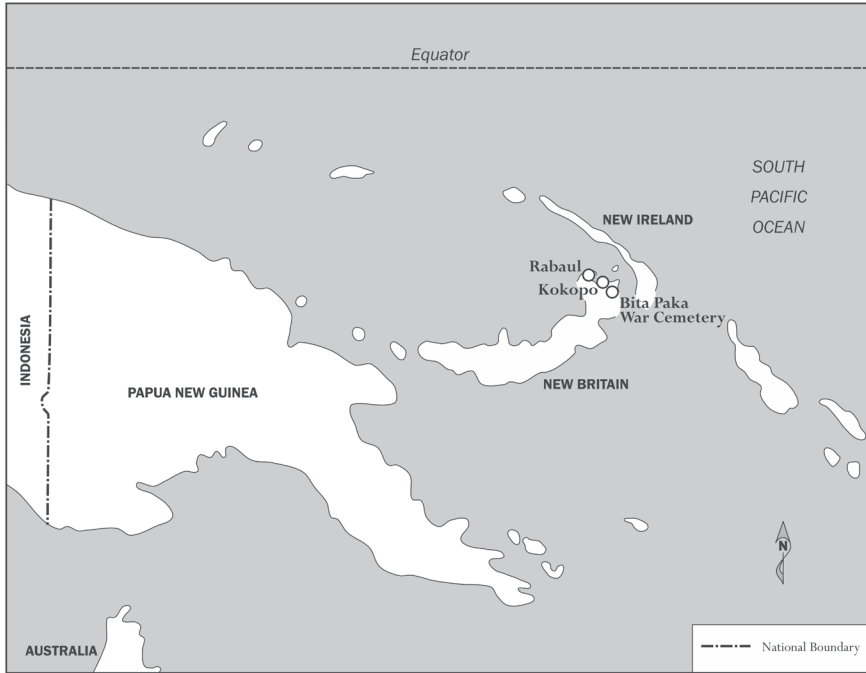 Equator
SOUTH
PACIFIC
OCEAN
NEW IRELAND
Rabaul
Kokopo
Bita Paka
War Cemetery
INDONESIA
PAPUA NEW GUINEA
NEW BRITAIN
N
AUSTRALIA
National Boundary